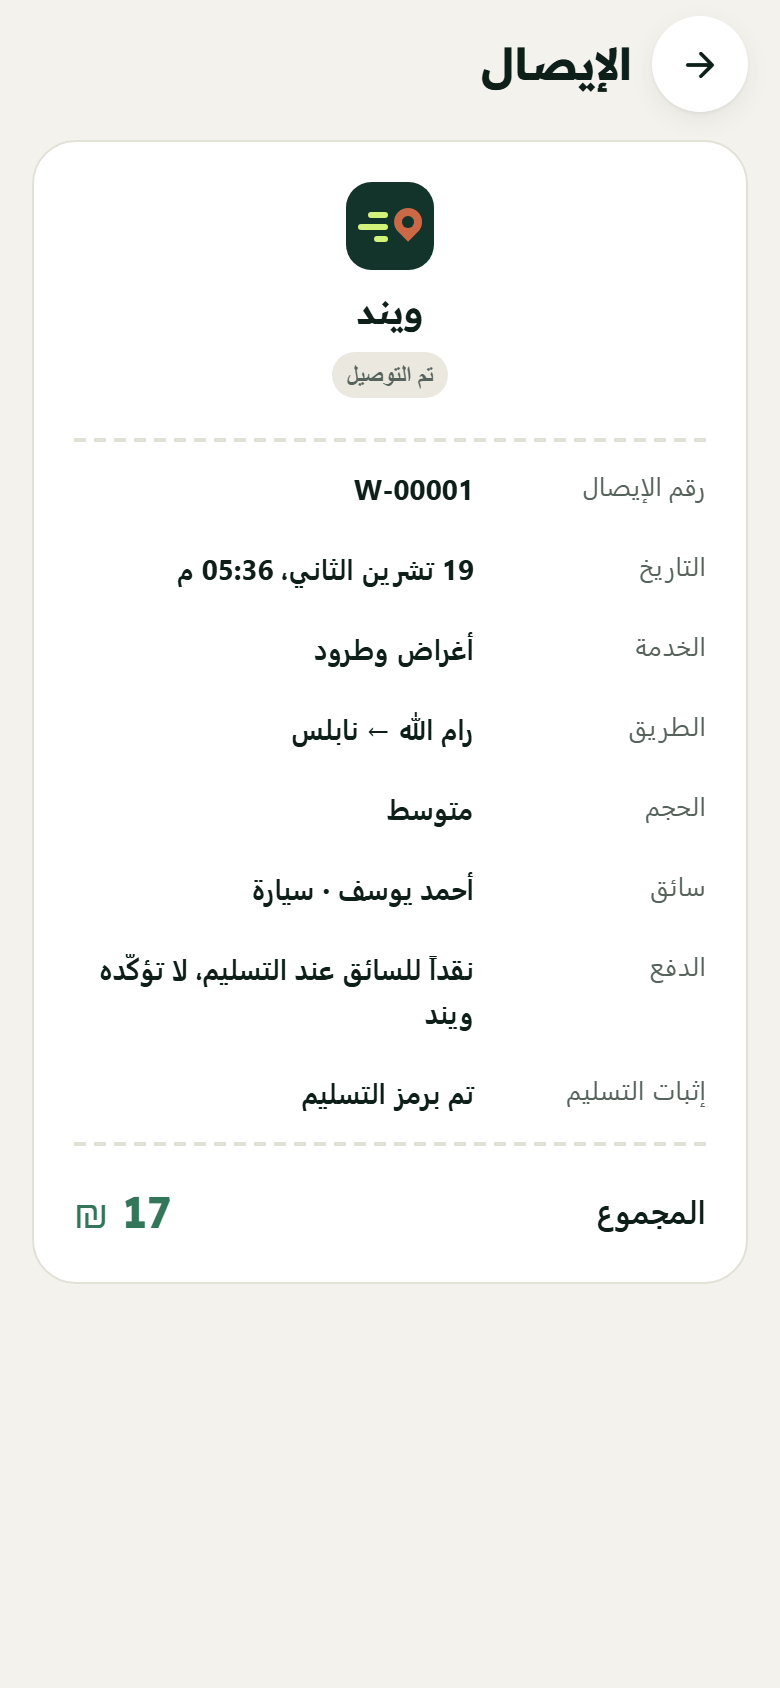 الإيصال
ويند
تم التوصيل
رقم الإيصال W-00001
التاريخ 19 تشرين الثاني، 05:36 م
الخدمة أغراض وطرود
الطريق رام الله ← نابلس
الحجم متوسط
سائق أحمد يوسف · سيارة
الدفع نقداً للسائق عند التسليم، لا تؤكّده
ويند
إثبات التسليم تم برمز التسليم
المجموع 17 ₪